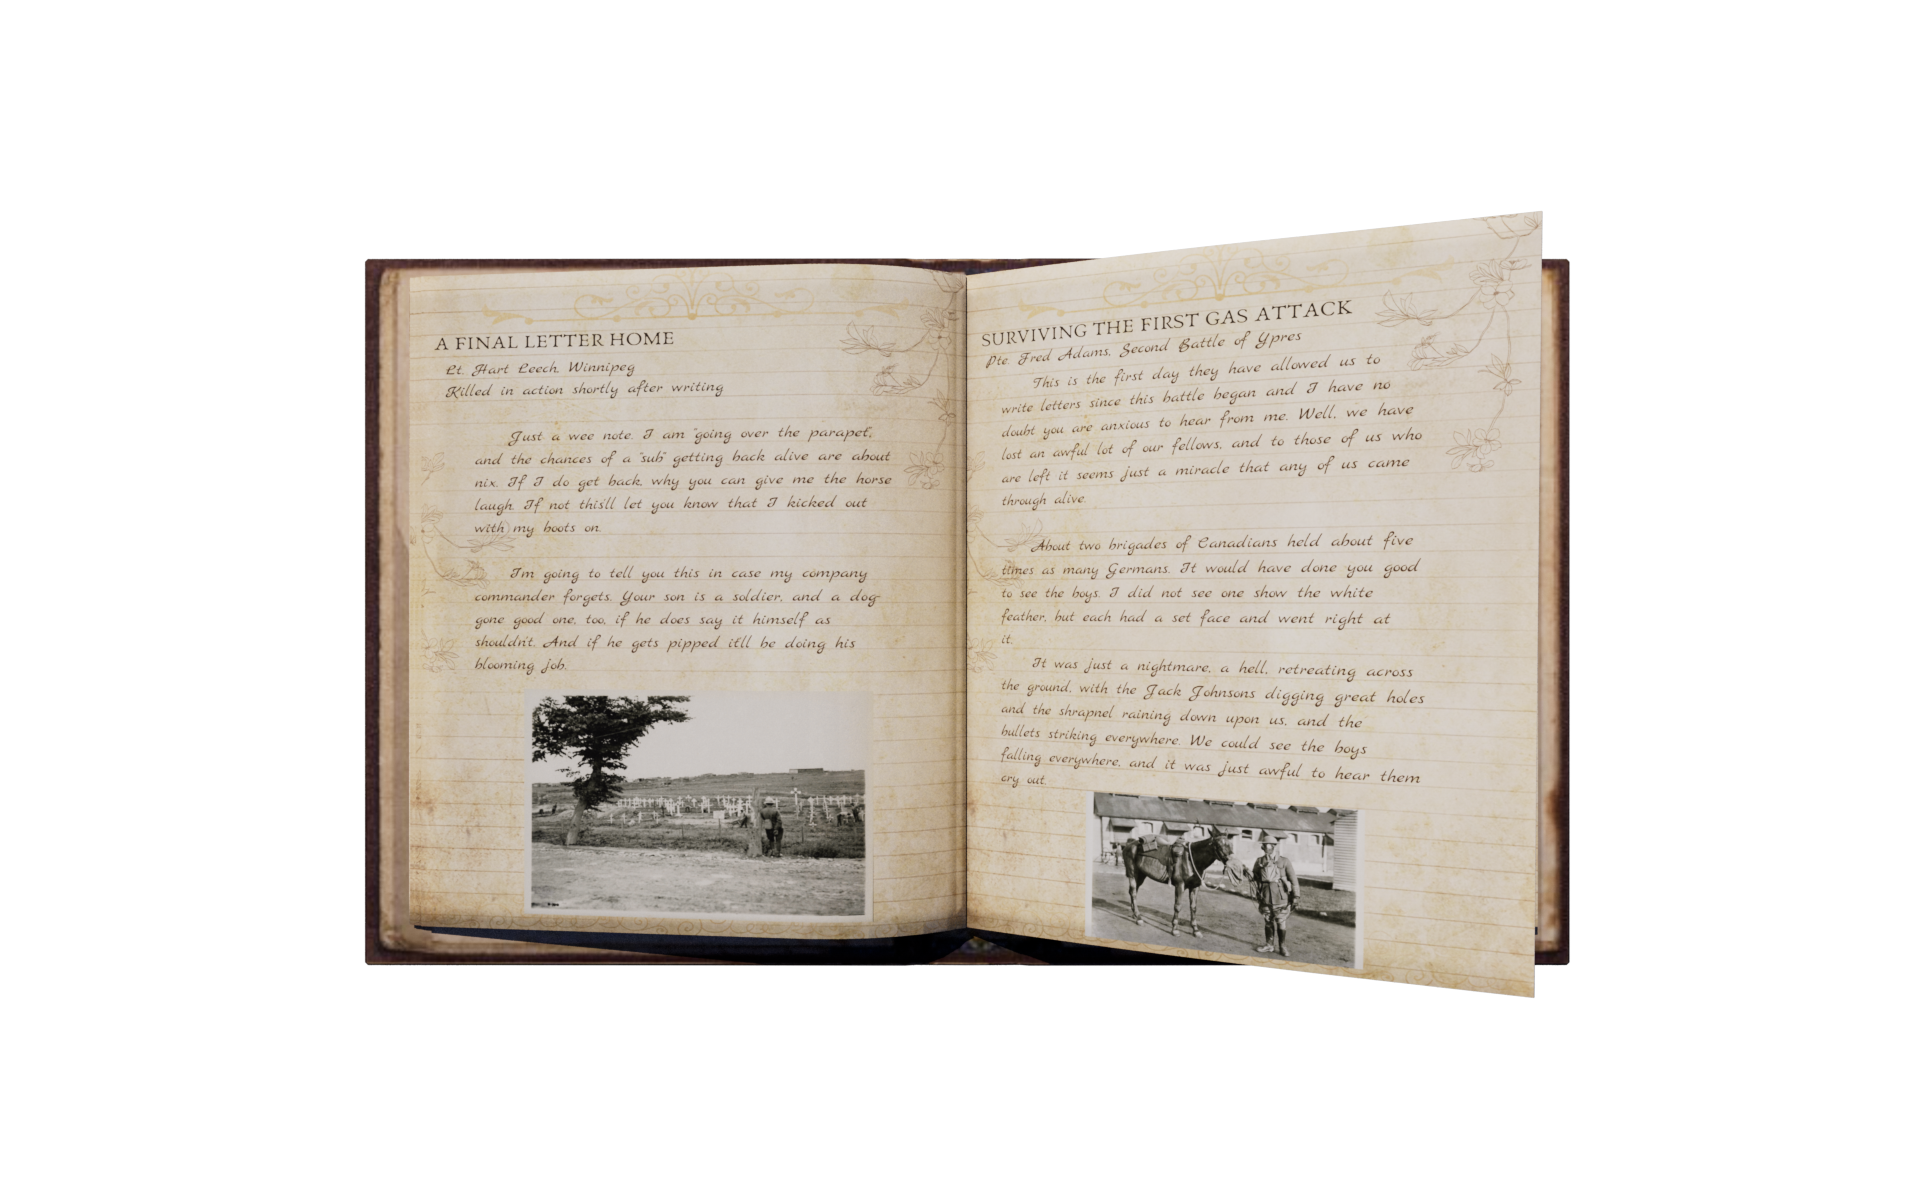 A FINAL LETTER HOME
Lt. Hart Leech, Winnipeg
Killed in action shortly after writing
Just a wee note. I am "going over the parapet",
and the chances of a "sub" getting back alive are about
nix. If I do get back, why you can give me the horse
laugh. If not this'll let you know that I kicked out
with my boots on.
I'm going to tell you this in case my company
commander forgets. Your son is a soldier, and a dog-
gone good one, too, if he does say it himself as
shouldn't. And if he gets pipped it'll be doing his
blooming job.
SURVIVING THE FIRST GAS ATTACK
Pte. Fred Adams, Second Battle of Ypres
This is the first day they have allowed us to
write letters since this battle began and I have no
doubt you are anxious to hear from me. Well, we have
lost an awful lot of our fellows, and to those of us who
are left it seems just a miracle that any of us came
through alive.
About two brigades of Canadians held about five
times as many Germans. It would have done you good
to see the boys. I did not see one show the white
feather, but each had a set face and went right at
it.
It was just a nightmare, a hell, retreating across
the ground, with the Jack Johnsons digging great holes
and the shrapnel raining down upon us, and the
bullets striking everywhere. We could see the boys
falling everywhere, and it was just awful to hear them
cry out.